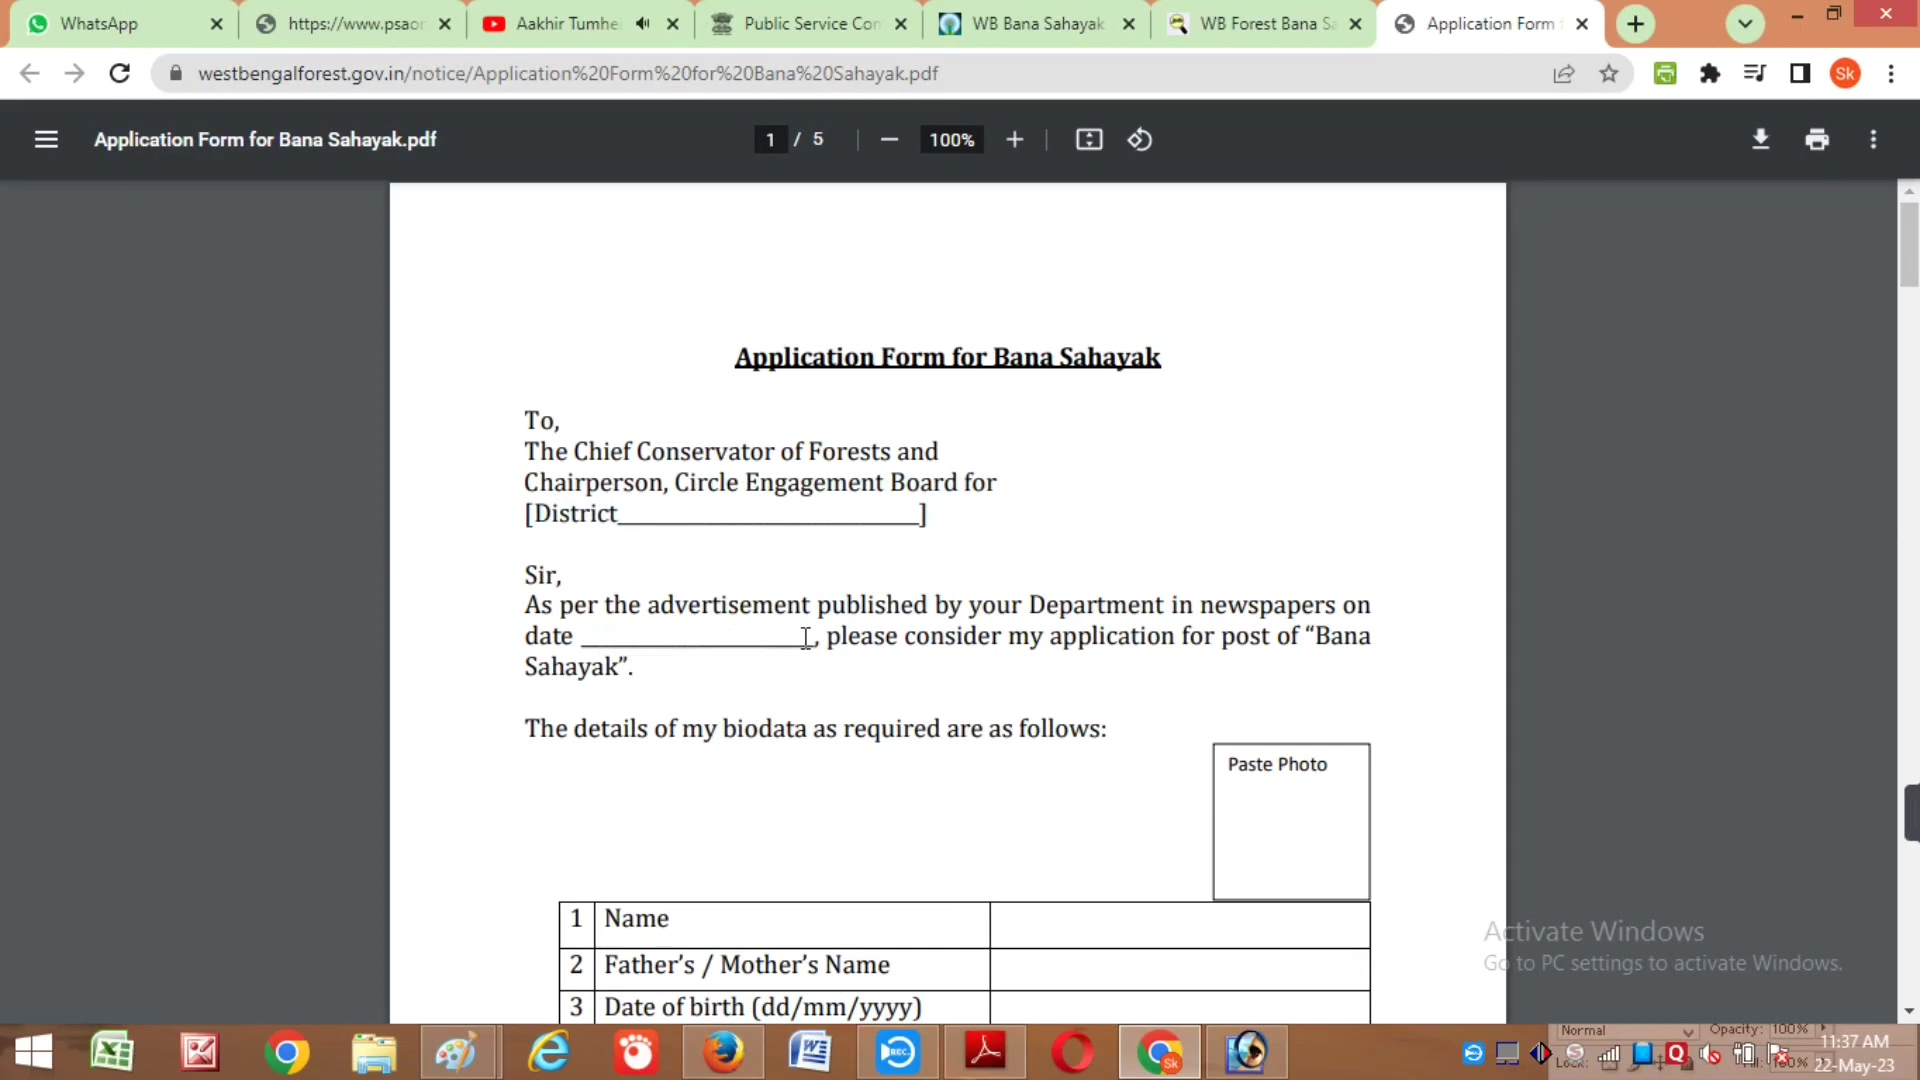 WhatsApp
https://www.psaor
Aakhir Tumhe
Public Service Con
WB Bana Sahayak
WB Forest Bana Sa
Application Form f
westbengalforest.gov.in/notice/Application%20Form%20for%20Bana%20Sahayak.pdf
Sk
Application Form for Bana Sahayak.pdf
1 / 5
100%
Application Form for Bana Sahayak
To,
The Chief Conservator of Forests and
Chairperson, Circle Engagement Board for
[District__________________________]
Sir,
As per the advertisement published by your Department in newspapers on
date ____________________, please consider my application for post of “Bana
Sahayak”.
The details of my biodata as required are as follows:
Paste Photo
1 Name
2 Father’s / Mother’s Name
3 Date of birth (dd/mm/yyyy)
Activate Windows
Go to PC settings to activate Windows.
REC
Sk
Normal Opacity: 100%
11:37 AM
22-May-23